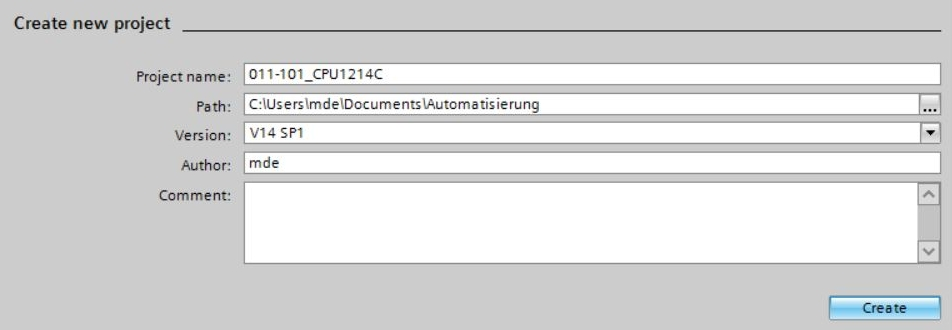 Create new project
Project name: 011-101_CPU1214C
Path: C:\Users\mde\Documents\Automatisierung ...
Version: V14 SP1
Author: mde
Comment:
Create